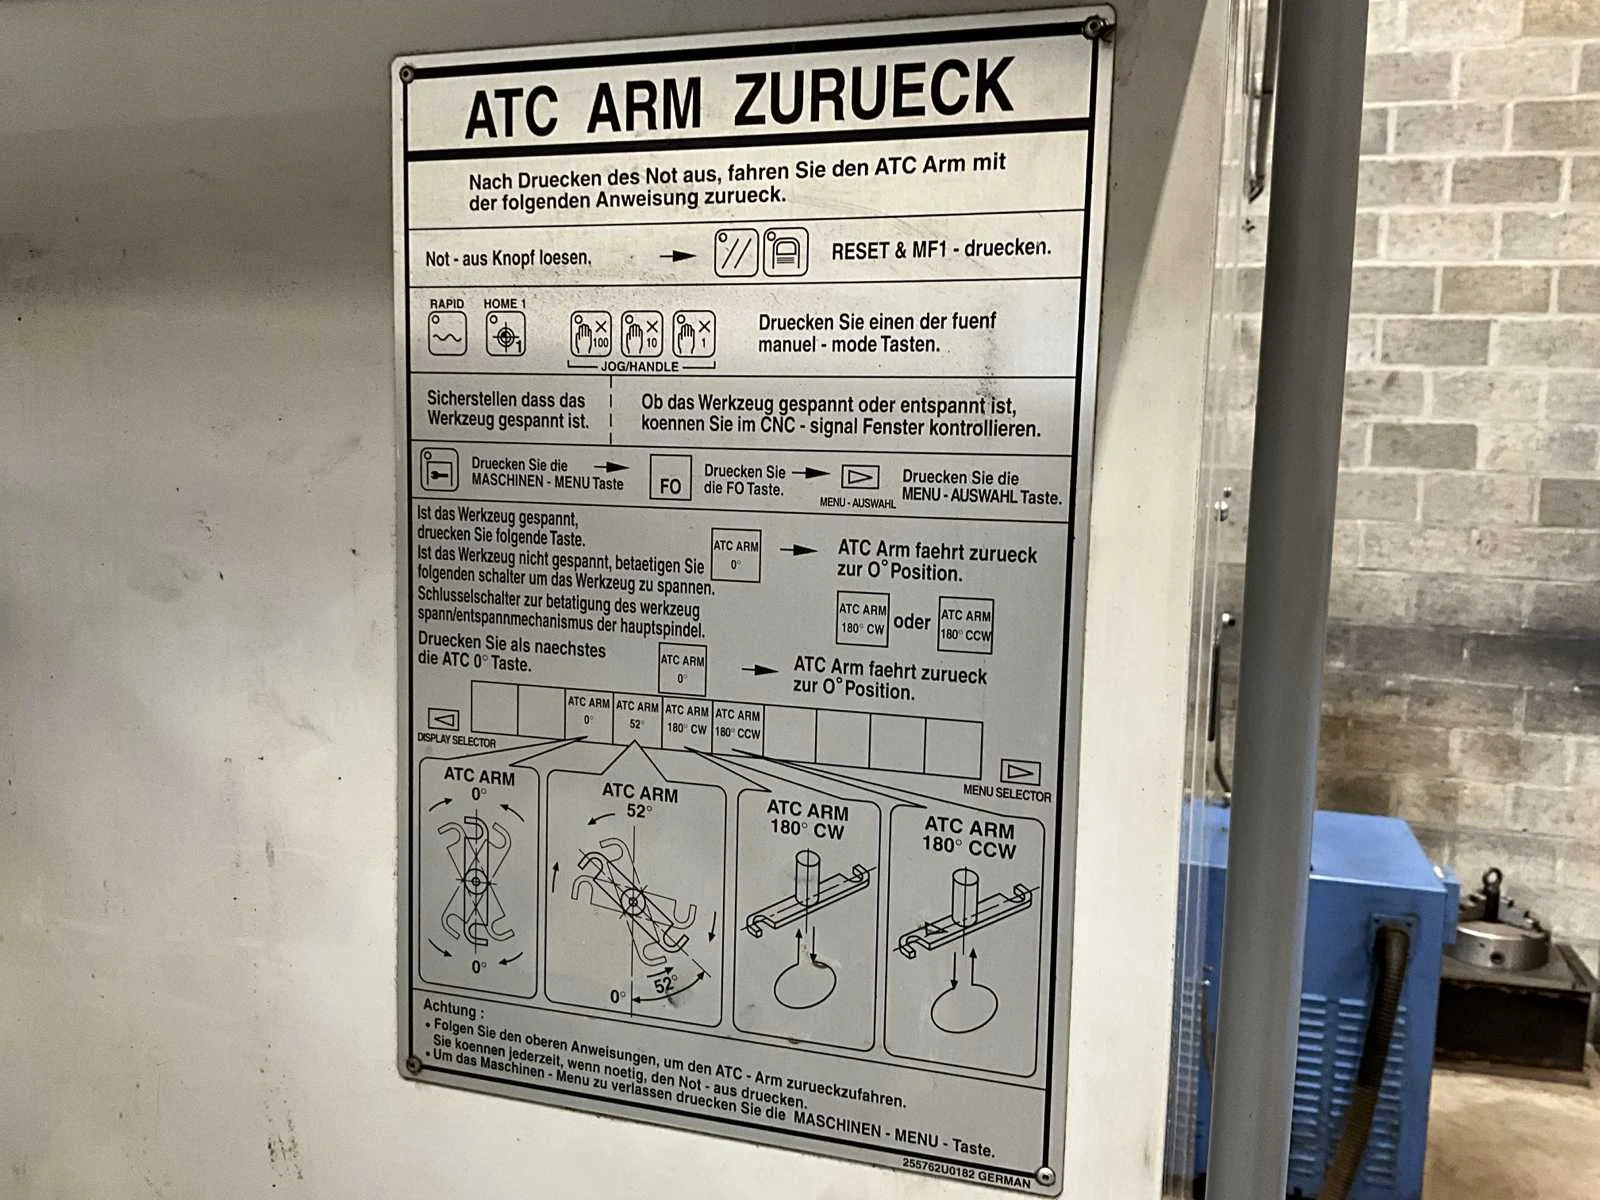 ATC ARM ZURUECK
Nach Druecken des Not aus, fahren Sie den ATC Arm mit
der folgenden Anweisung zurueck.
Not - aus Knopf loesen.
RESET & MF1 - druecken.
RAPID HOME 1
1
×100 ×10 ×1
JOG/HANDLE
Druecken Sie einen der fuenf
manuel - mode Tasten.
Sicherstellen dass das
Werkzeug gespannt ist.
Ob das Werkzeug gespannt oder entspannt ist,
koennen Sie im CNC - signal Fenster kontrollieren.
Druecken Sie die
MASCHINEN - MENU Taste
FO
Druecken Sie
die FO Taste.
MENU - AUSWAHL
Druecken Sie die
MENU - AUSWAHL Taste.
Ist das Werkzeug gespannt,
druecken Sie folgende Taste.
Ist das Werkzeug nicht gespannt, betaetigen Sie
folgenden schalter um das Werkzeug zu spannen.
Schlusselschalter zur betatigung des werkzeug
spann/entspannmechanismus der hauptspindel.
ATC ARM
0°
ATC Arm faehrt zurueck
zur O° Position.
ATC ARM
180° CW
oder
ATC ARM
180° CCW
Druecken Sie als naechstes
die ATC 0° Taste.
ATC ARM
0°
ATC Arm faehrt zurueck
zur O° Position.
DISPLAY SELECTOR
ATC ARM
0°
ATC ARM
52°
ATC ARM
180° CW
ATC ARM
180° CCW
MENU SELECTOR
ATC ARM
0°
0°
ATC ARM
52°
0°
52°
ATC ARM
180° CW
ATC ARM
180° CCW
Achtung :
• Folgen Sie den oberen Anweisungen, um den ATC - Arm zurueckzufahren.
Sie koennen jederzeit, wenn noetig, den Not - aus druecken.
• Um das Maschinen - Menu zu verlassen druecken Sie die MASCHINEN - MENU - Taste.
255762U0182 GERMAN